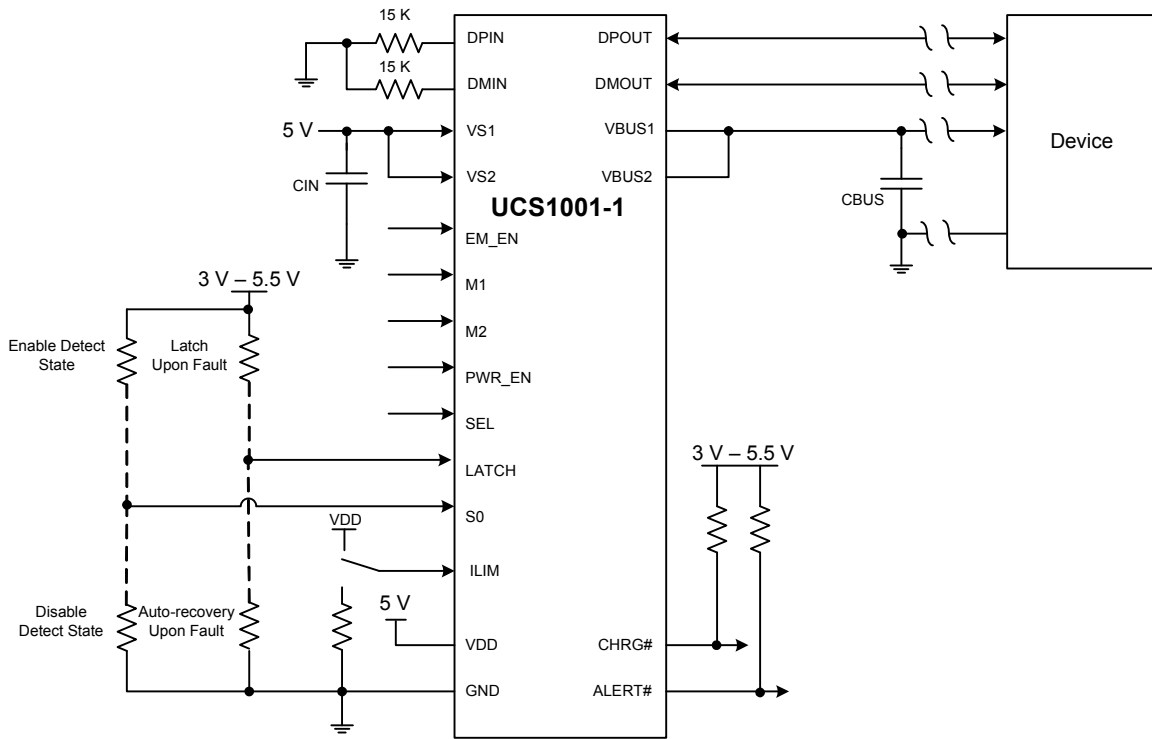 15 K
DPIN
DPOUT
15 K
DMIN
DMOUT
5 V
VS1
VBUS1
Device
CIN
VS2
VBUS2
CBUS
UCS1001-1
EM_EN
3 V – 5.5 V
M1
Enable Detect
State
Latch
Upon Fault
M2
PWR_EN
SEL
3 V – 5.5 V
LATCH
VDD
S0
ILIM
Disable
Detect State
Auto-recovery
Upon Fault
5 V
VDD
CHRG#
GND
ALERT#